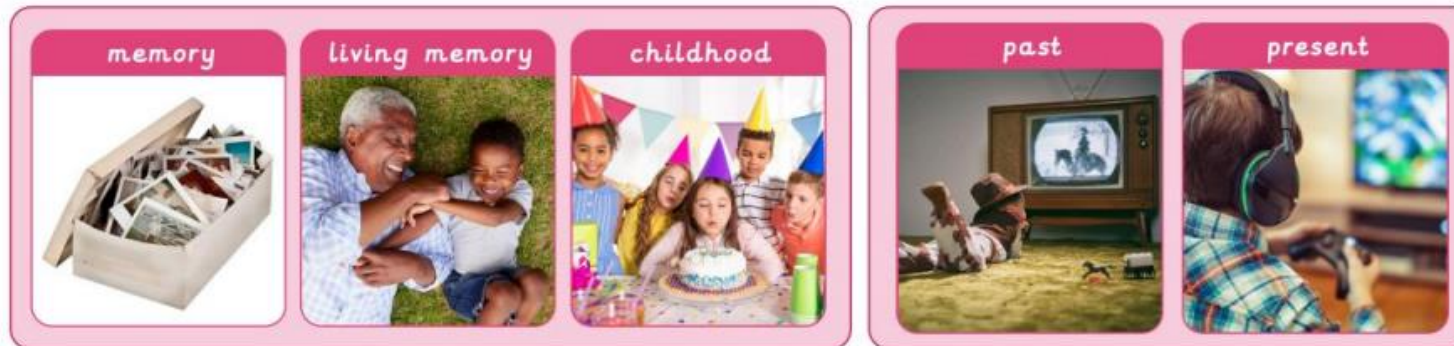 memory
living memory
childhood
past
present